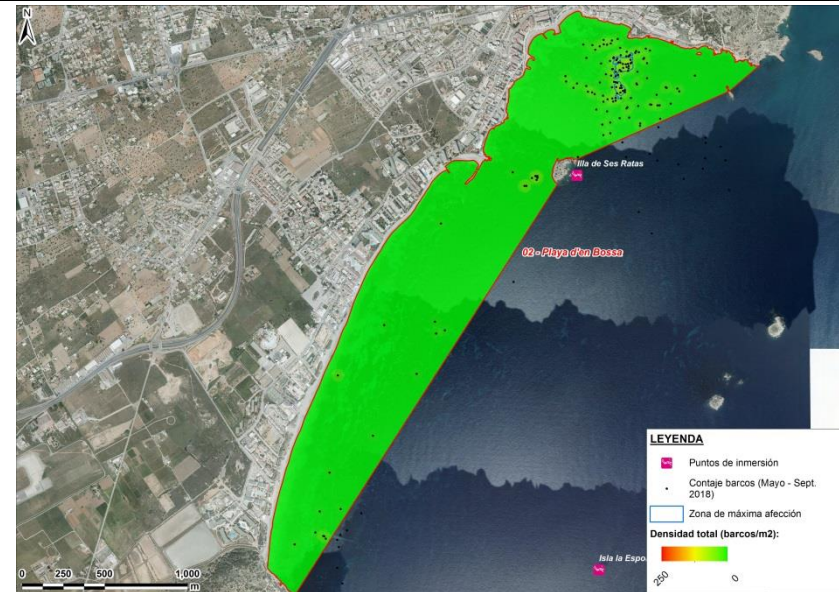 N
Illa de Ses Ratas
02 - Playa d'en Bossa
LEYENDA
Puntos de inmersión
Contaje barcos (Mayo - Sept.
2018)
Zona de máxima afección
Densidad total (barcos/m2):
250 0
Isla la Espo
0 250 500 1,000
m